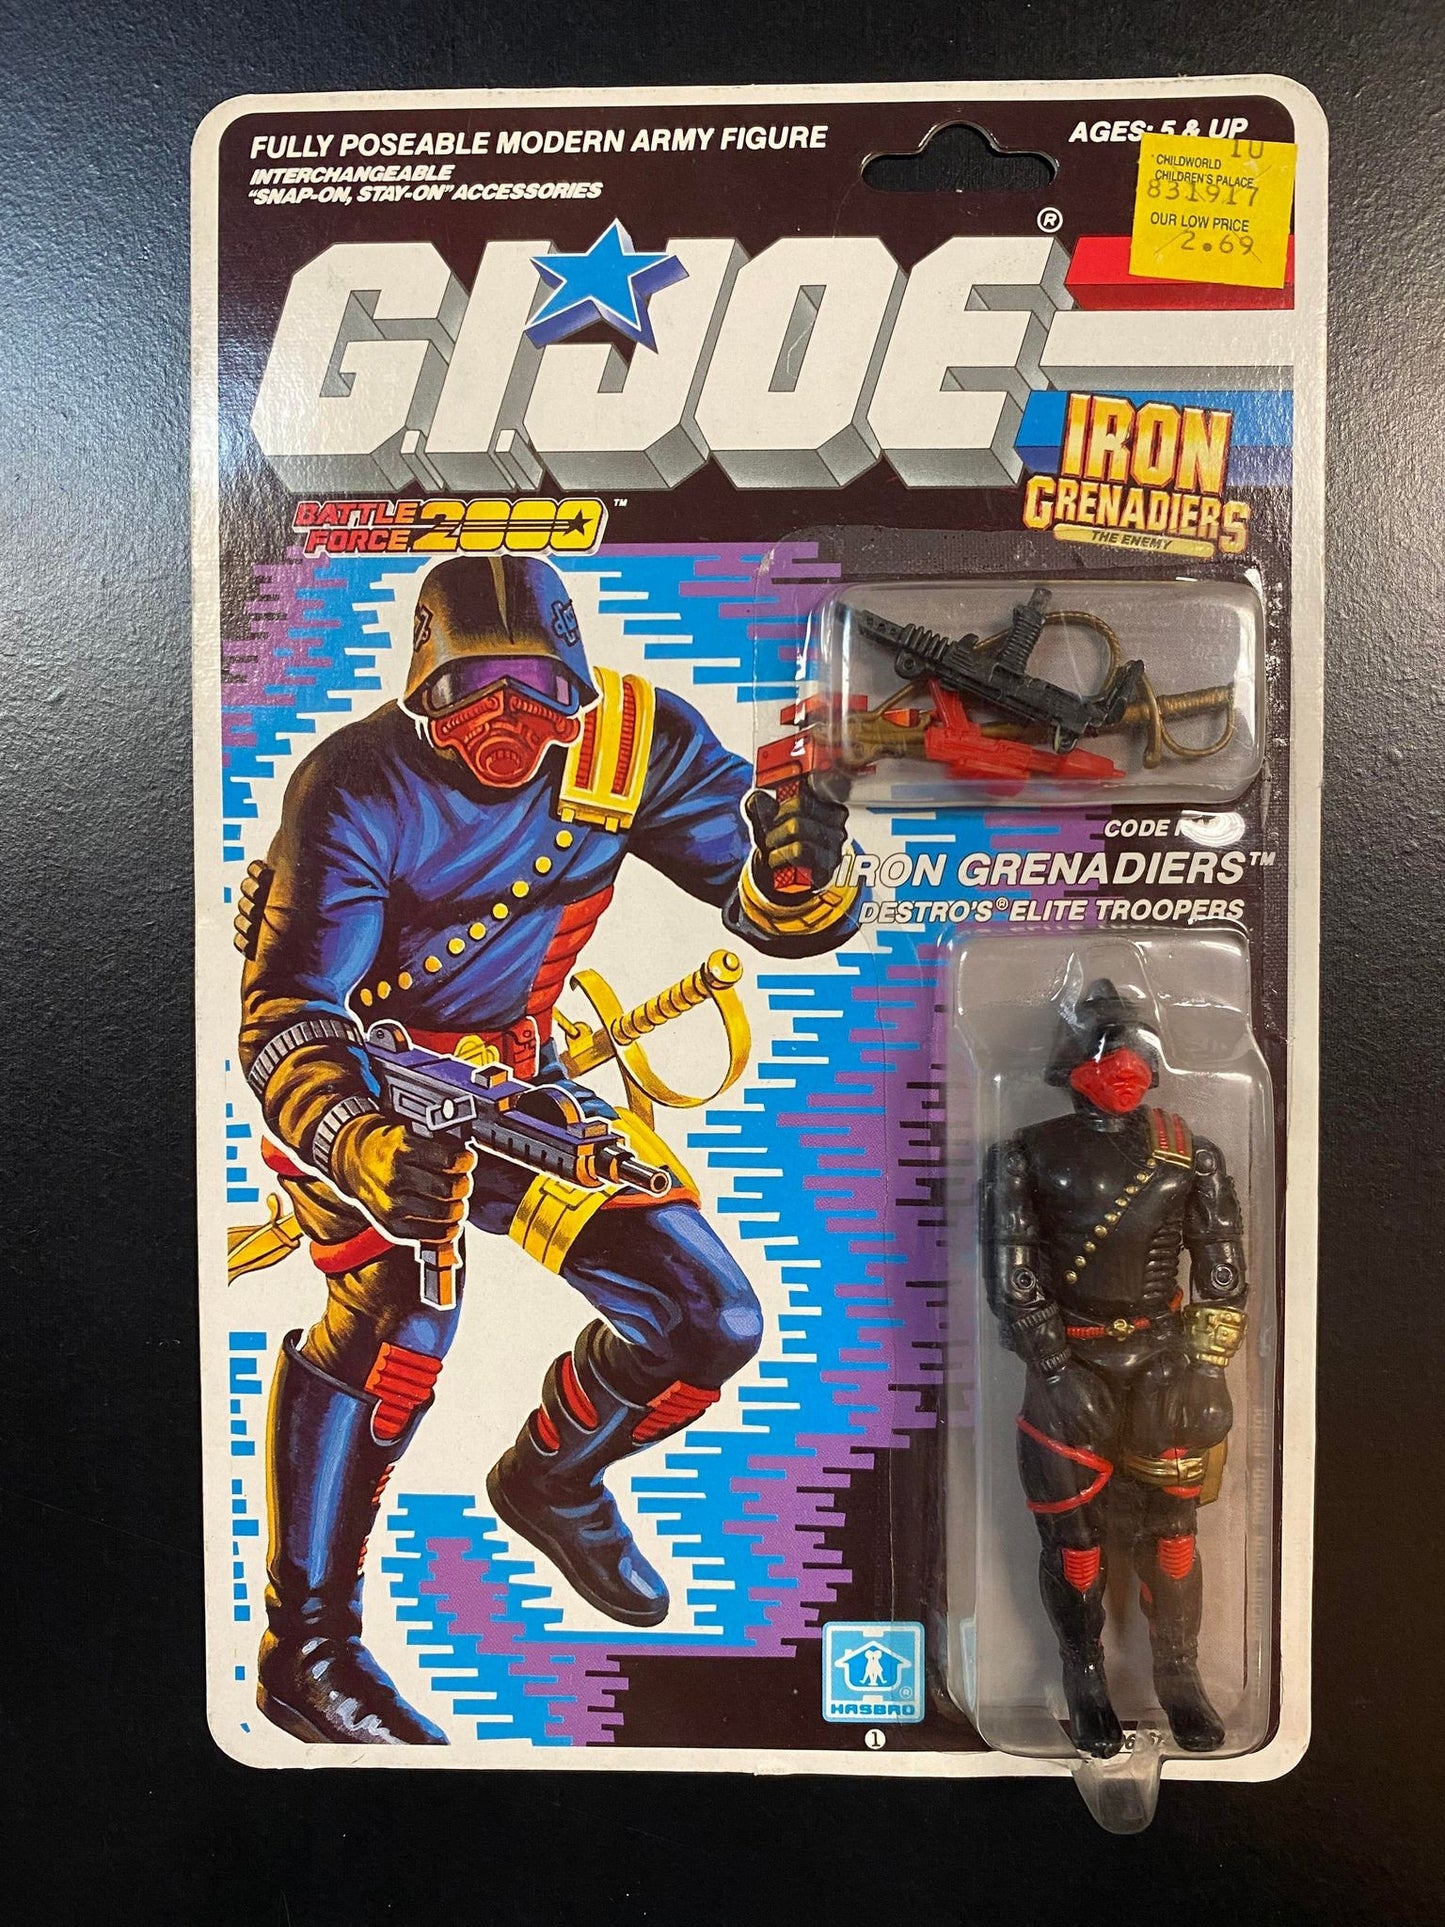 FULLY POSEABLE MODERN ARMY FIGURE
INTERCHANGEABLE
"SNAP-ON, STAY-ON" ACCESSORIES
AGES: 5 & UP
10
CHILDWORLD
CHILDREN'S PALACE
831917
OUR LOW PRICE
2.69
G.I.JOE ®
IRON
GRENADIERS
THE ENEMY
BATTLE
FORCE 2000 ™
CODE
IRON GRENADIERS™
DESTRO'S® ELITE TROOPERS
HASBRO ®
1